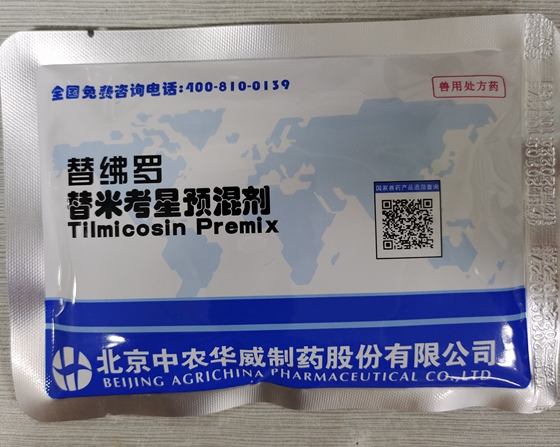 全国免费咨询电话:400-810-0139
兽用处方药
替绋罗
替米考星预混剂
Tilmicosin Premix
国家兽药产品追溯查询
北京中农华威制药股份有限公司
BEIJING AGRICHINA PHARMACEUTICAL CO.,LTD